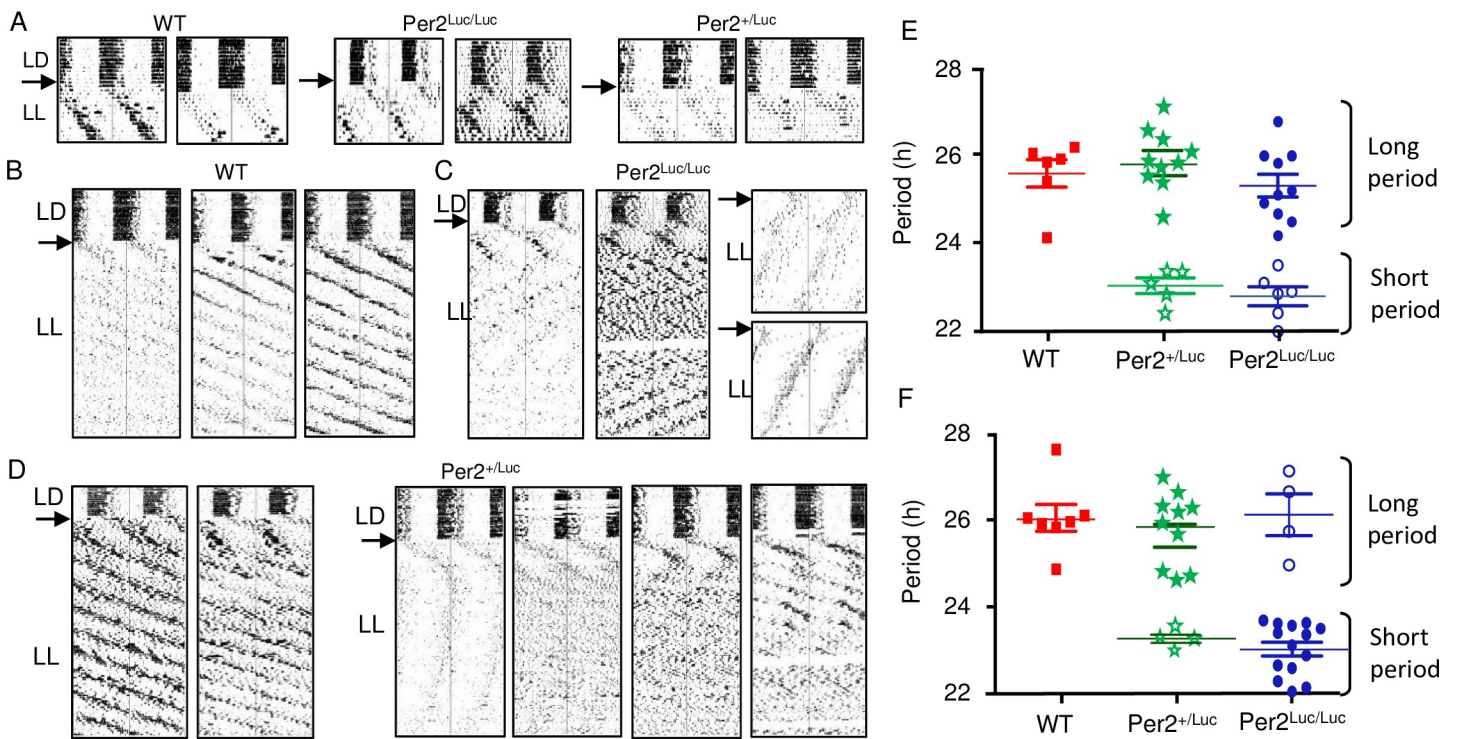 A
WT
Per2Luc/Luc
Per2+/Luc
LD
LL
B
WT
LD
LL
C
Per2Luc/Luc
LD
LL
LL
LL
D
Per2+/Luc
LD
LL
LD
LL
E
Period (h)
28
26
24
22
WT
Per2+/Luc
Per2Luc/Luc
Long
period
Short
period
F
Period (h)
28
26
24
22
WT
Per2+/Luc
Per2Luc/Luc
Long
period
Short
period